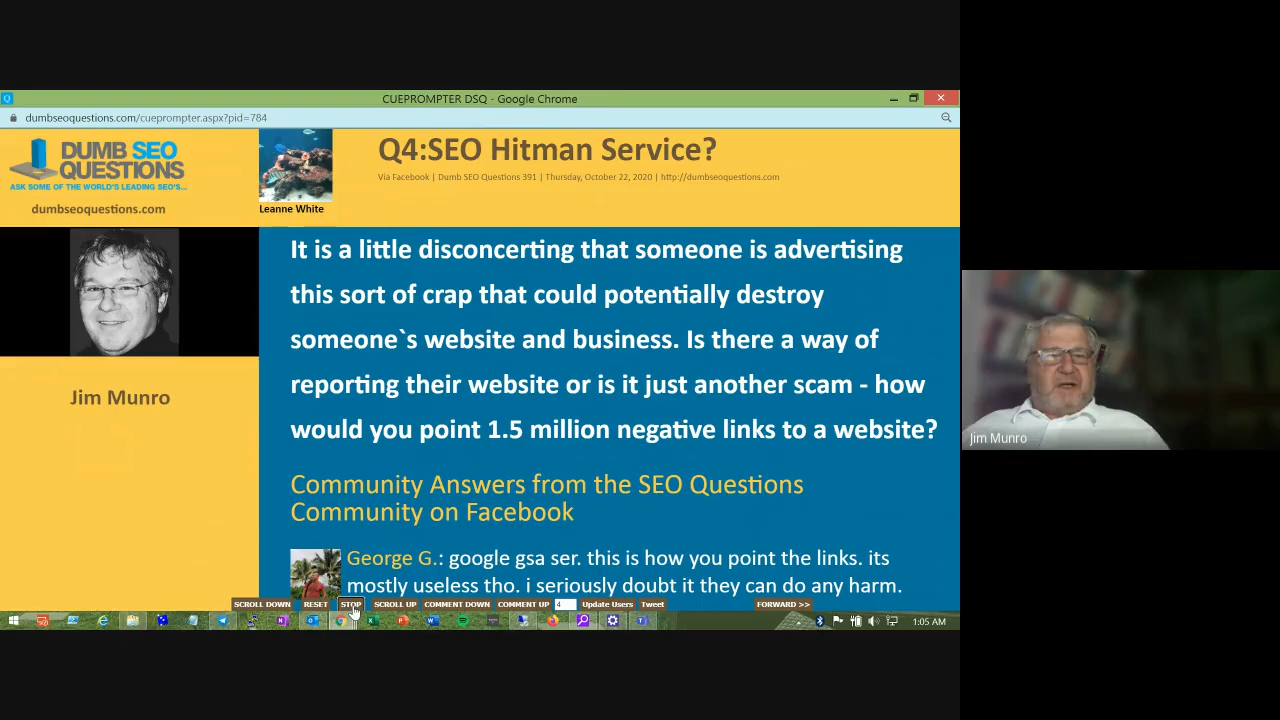 CUEPROMPTER DSQ - Google Chrome
dumbseoquestions.com/cueprompter.aspx?pid=784
DUMB SEO
QUESTIONS
ASK SOME OF THE WORLD'S LEADING SEO'S...
dumbseoquestions.com
Leanne White
Q4:SEO Hitman Service?
Via Facebook | Dumb SEO Questions 391 | Thursday, October 22, 2020 | http://dumbseoquestions.com
Jim Munro
It is a little disconcerting that someone is advertising
this sort of crap that could potentially destroy
someone`s website and business. Is there a way of
reporting their website or is it just another scam - how
would you point 1.5 million negative links to a website?
Community Answers from the SEO Questions
Community on Facebook
George G.: google gsa ser. this is how you point the links. its
mostly useless tho. i seriously doubt it they can do any harm.
SCROLL DOWN RESET STOP SCROLL UP COMMENT DOWN COMMENT UP 4 Update Users Tweet FORWARD >>
1:05 AM
Jim Munro